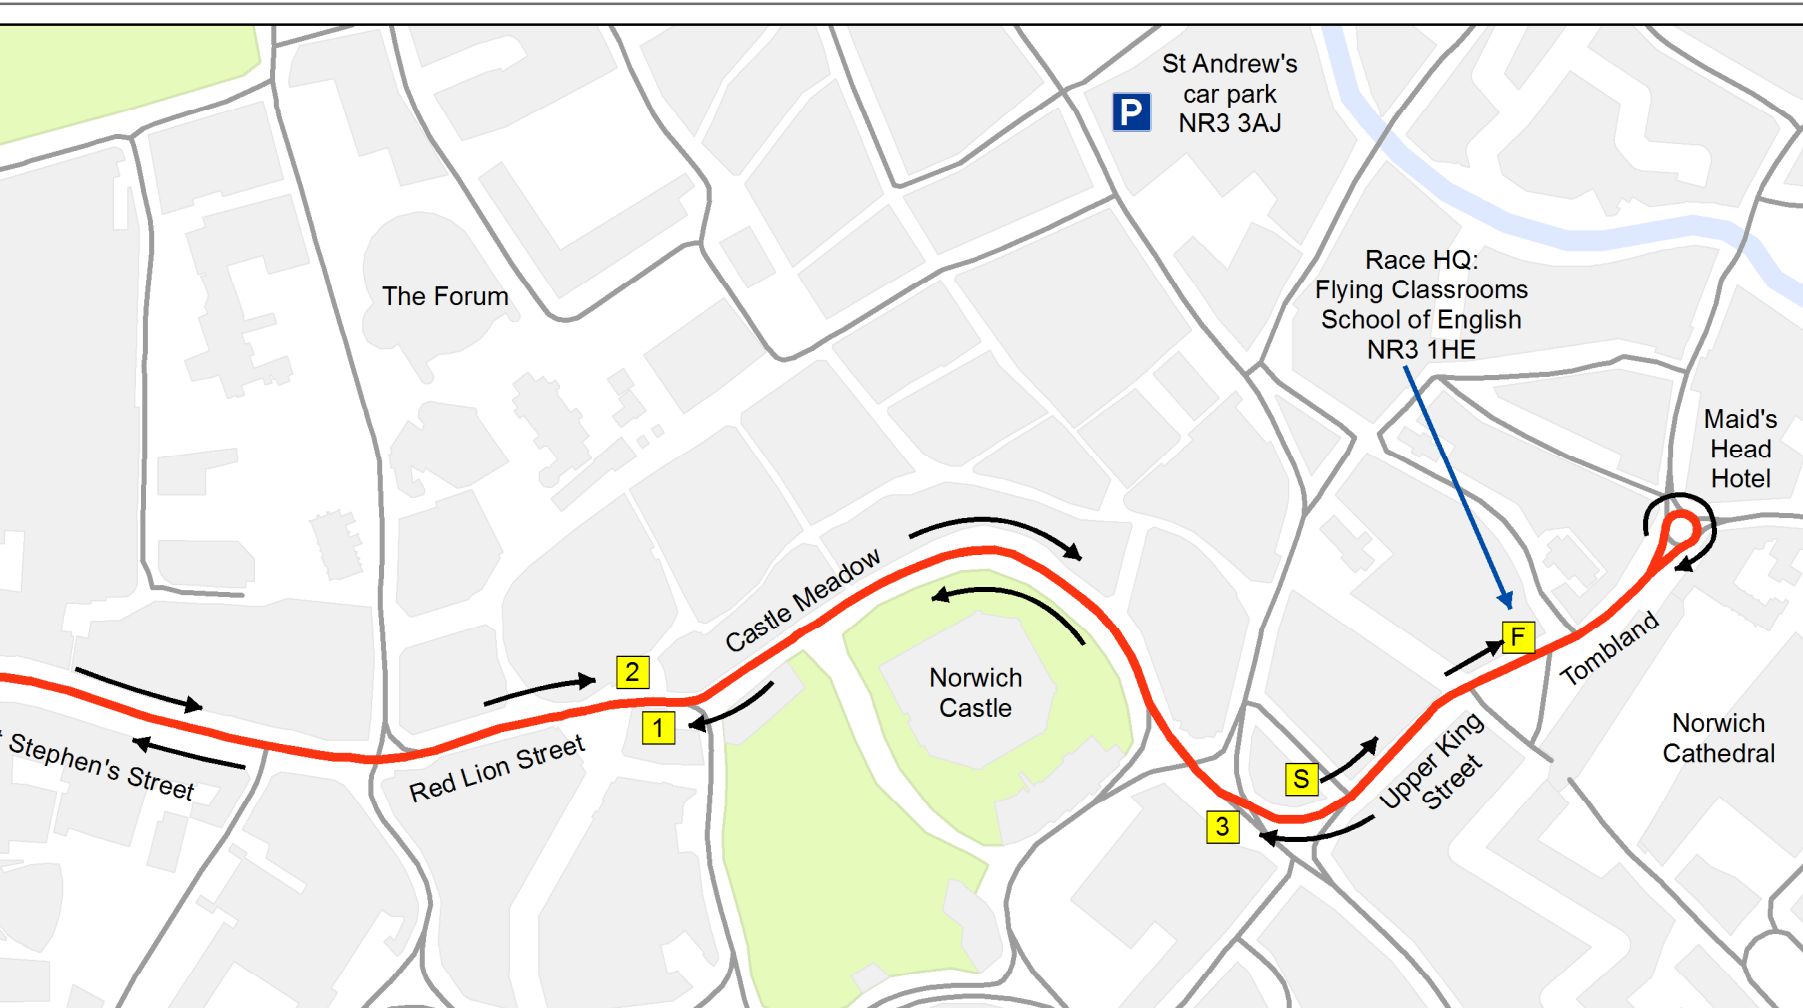 St Andrew's
car park
NR3 3AJ
P
Race HQ:
Flying Classrooms
School of English
NR3 1HE
The Forum
Maid's
Head
Hotel
Castle Meadow
F
Tombland
2
1
Norwich
Castle
Norwich
Cathedral
Stephen's Street
Red Lion Street
S
Upper King
Street
3